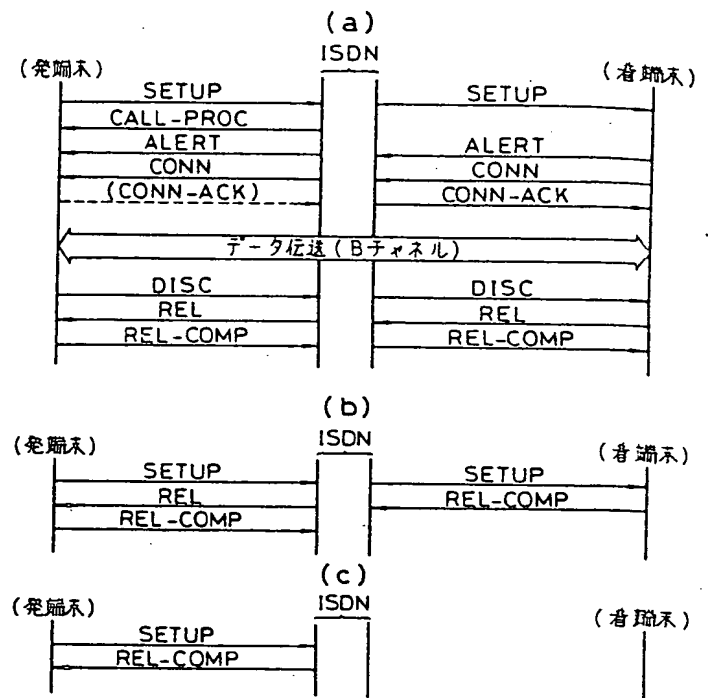 (a)
ISDN
(発端末) (着端末)
SETUP SETUP
CALL-PROC
ALERT ALERT
CONN CONN
(CONN-ACK) CONN-ACK
データ伝送(Bチャネル)
DISC DISC
REL REL
REL-COMP REL-COMP
(b)
ISDN
(発端末) (着端末)
SETUP SETUP
REL REL-COMP
REL-COMP
(c)
ISDN
(発端末) (着端末)
SETUP
REL-COMP